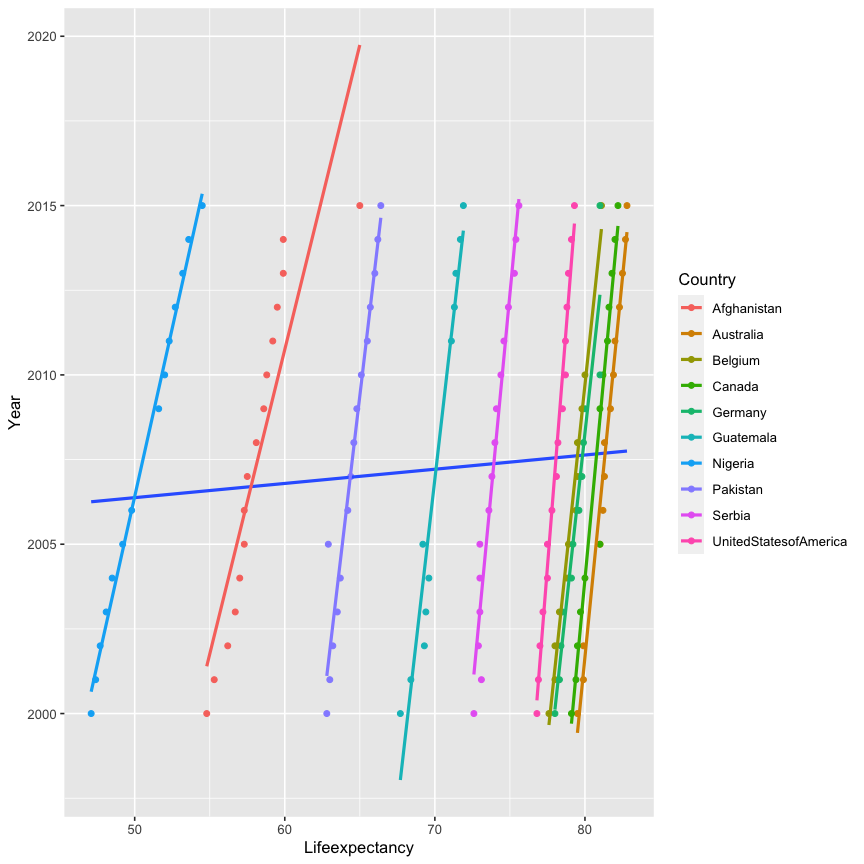 2020
2015
2010
2005
2000
Year
50 60 70 80
Lifeexpectancy
Country
Afghanistan
Australia
Belgium
Canada
Germany
Guatemala
Nigeria
Pakistan
Serbia
UnitedStatesofAmerica